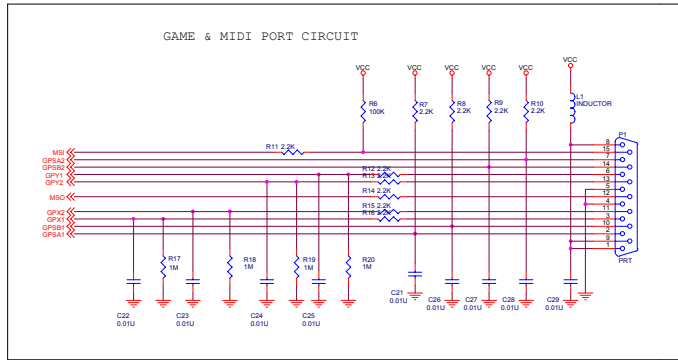 GAME & MIDI PORT CIRCUIT
VCC VCC VCC VCC VCC VCC
R6
100K
R7
2.2K
R8
2.2K
R9
2.2K
R10
2.2K
L1
INDUCTOR
P1
MSI
GPSA2
GPSB2
GPY1
GPY2
MSO
GPX2
GPX1
GPSB1
GPSA1
R11 2.2K
R12 2.2K
R13 2.2K
R14 2.2K
R15 2.2K
R16 2.2K
8
15
7
14
6
13
5
12
4
11
3
10
2
9
1
PRT
R17
1M
R18
1M
R19
1M
R20
1M
C22
0.01U
C23
0.01U
C24
0.01U
C25
0.01U
C21
0.01U
C26
0.01U
C27
0.01U
C28
0.01U
C29
0.01U